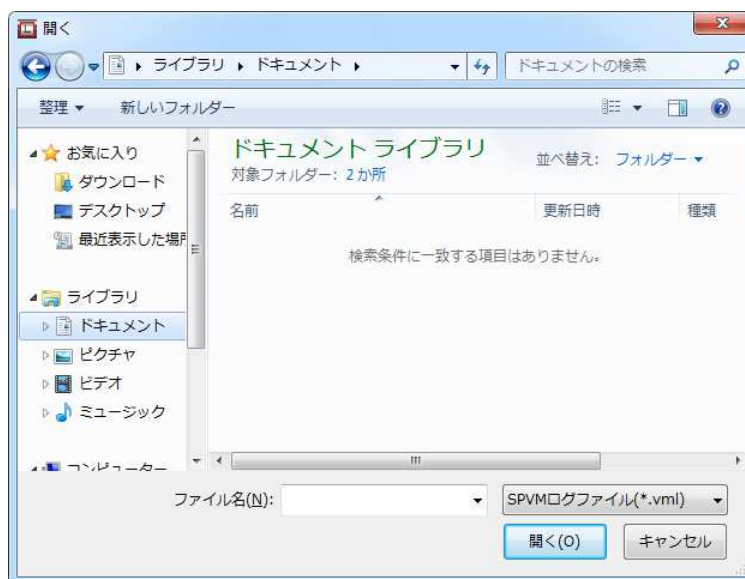 開く
ライブラリ ドキュメント
ドキュメントの検索
整理 新しいフォルダー
お気に入り
ダウンロード
デスクトップ
最近表示した場所
ライブラリ
ドキュメント
ピクチャ
ビデオ
ミュージック
コンピューター
ドキュメント ライブラリ
対象フォルダー: 2 か所
並べ替え: フォルダー
名前 更新日時 種類
検索条件に一致する項目はありません。
ファイル名(N):
SPVMログファイル(*.vml)
開く(O) キャンセル